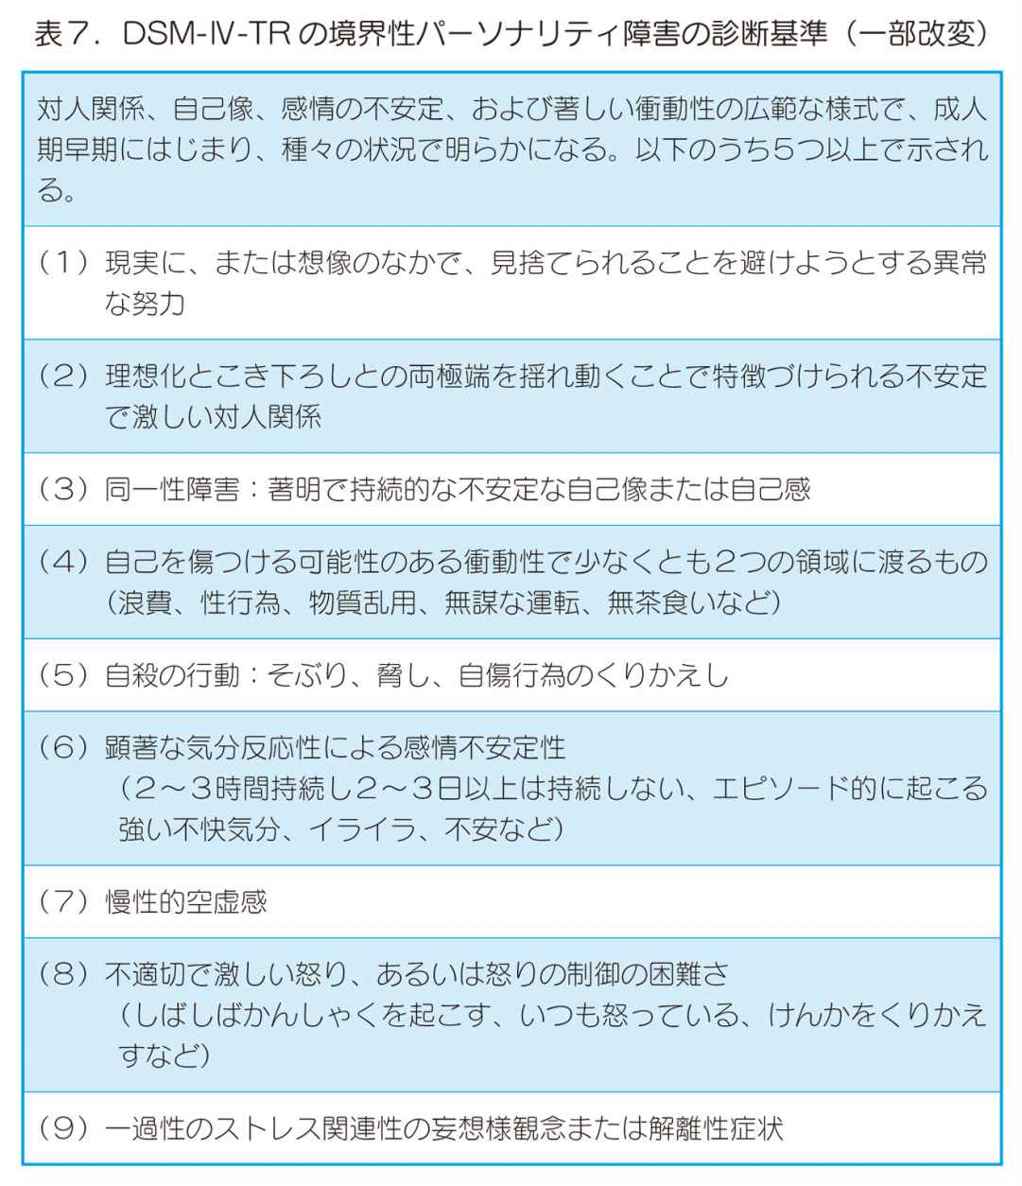 表７．DSM-Ⅳ-TRの境界性パーソナリティ障害の診断基準（一部改変）
対人関係、自己像、感情の不安定、および著しい衝動性の広範な様式で、成人
期早期にはじまり、種々の状況で明らかになる。以下のうち５つ以上で示され
る。
（１）現実に、または想像のなかで、見捨てられることを避けようとする異常
な努力
（２）理想化とこき下ろしとの両極端を揺れ動くことで特徴づけられる不安定
で激しい対人関係
（３）同一性障害：著明で持続的な不安定な自己像または自己感
（４）自己を傷つける可能性のある衝動性で少なくとも２つの領域に渡るもの
（浪費、性行為、物質乱用、無謀な運転、無茶食いなど）
（５）自殺の行動：そぶり、脅し、自傷行為のくりかえし
（６）顕著な気分反応性による感情不安定性
（２～３時間持続し２～３日以上は持続しない、エピソード的に起こる
強い不快気分、イライラ、不安など）
（７）慢性的空虚感
（８）不適切で激しい怒り、あるいは怒りの制御の困難さ
（しばしばかんしゃくを起こす、いつも怒っている、けんかをくりかえ
すなど）
（９）一過性のストレス関連性の妄想様観念または解離性症状